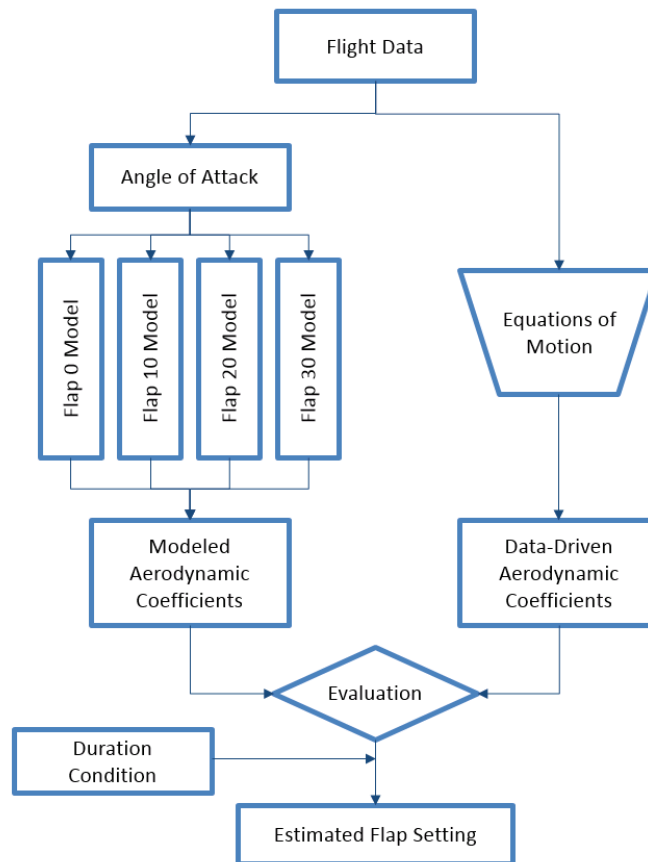 Flight Data
Angle of Attack
Flap 0 Model
Flap 10 Model
Flap 20 Model
Flap 30 Model
Equations of
Motion
Modeled
Aerodynamic
Coefficients
Data-Driven
Aerodynamic
Coefficients
Evaluation
Duration
Condition
Estimated Flap Setting